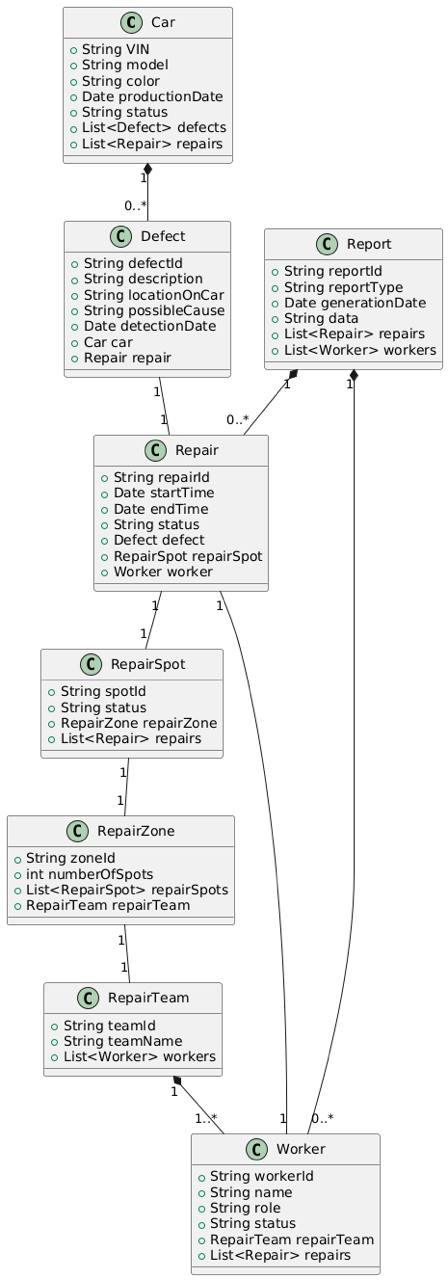 C Car
String VIN
String model
String color
Date productionDate
String status
List<Defect> defects
List<Repair> repairs
1
0..*
C Defect
String defectId
String description
String locationOnCar
String possibleCause
Date detectionDate
Car car
Repair repair
C Report
String reportId
String reportType
Date generationDate
String data
List<Repair> repairs
List<Worker> workers
1
1
1
1
0..*
C Repair
String repairId
Date startTime
Date endTime
String status
Defect defect
RepairSpot repairSpot
Worker worker
1
1
1
C RepairSpot
String spotId
String status
RepairZone repairZone
List<Repair> repairs
1
1
C RepairZone
String zoneId
int numberOfSpots
List<RepairSpot> repairSpots
RepairTeam repairTeam
1
1
C RepairTeam
String teamId
String teamName
List<Worker> workers
1
1..*
1
0..*
C Worker
String workerId
String name
String role
String status
RepairTeam repairTeam
List<Repair> repairs